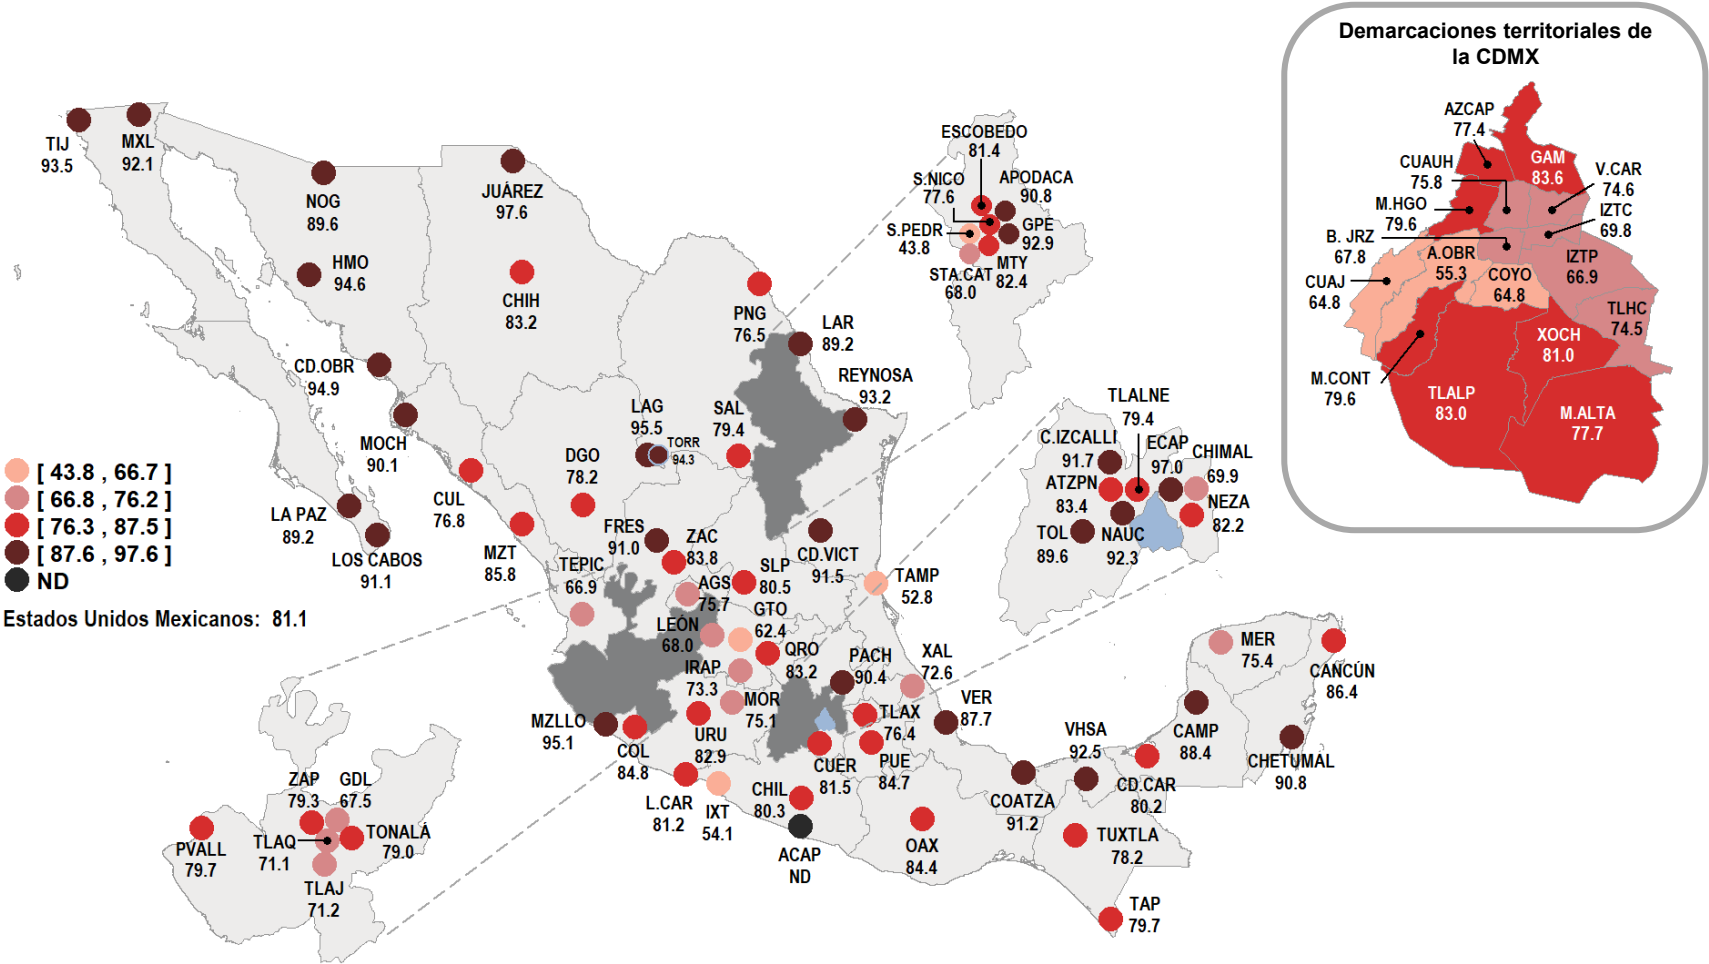 Demarcaciones territoriales de
la CDMX
AZCAP
77.4
CUAUH
75.8
GAM
83.6
V.CAR
74.6
M.HGO
79.6
IZTC
69.8
B. JRZ
67.8
A.OBR
55.3
IZTP
66.9
CUAJ
64.8
COYO
64.8
TLHC
74.5
XOCH
81.0
M.CONT
79.6
TLALP
83.0
M.ALTA
77.7
TIJ
93.5
MXL
92.1
NOG
89.6
JUÁREZ
97.6
HMO
94.6
CHIH
83.2
CD.OBR
94.9
MOCH
90.1
PNG
76.5
LAR
89.2
REYNOSA
93.2
LAG
95.5
TORR
94.3
SAL
79.4
DGO
78.2
CUL
76.8
LA PAZ
89.2
LOS CABOS
91.1
MZT
85.8
FRES
91.0
ZAC
83.8
CD.VICT
91.5
TEPIC
66.9
AGS
75.7
SLP
80.5
TAMP
52.8
GTO
62.4
LEÓN
68.0
IRAP
73.3
QRO
83.2
PACH
90.4
XAL
72.6
MOR
75.1
MZLLO
95.1
COL
84.8
URU
82.9
TLAX
76.4
VER
87.7
CUER
81.5
PUE
84.7
L.CAR
81.2
IXT
54.1
CHIL
80.3
ACAP
ND
OAX
84.4
COATZA
91.2
VHSA
92.5
CD.CAR
80.2
CAMP
88.4
MER
75.4
CANCÚN
86.4
CHETUMAL
90.8
TUXTLA
78.2
TAP
79.7
ESCOBEDO
81.4
S.NICO
77.6
APODACA
90.8
S.PEDR
43.8
GPE
92.9
STA.CAT
68.0
MTY
82.4
TLALNE
79.4
C.IZCALLI
91.7
ECAP
97.0
CHIMAL
69.9
ATZPN
83.4
NEZA
82.2
TOL
89.6
NAUC
92.3
ZAP
79.3
GDL
67.5
PVALL
79.7
TLAQ
71.1
TONALÁ
79.0
TLAJ
71.2
[ 43.8 , 66.7 ]
[ 66.8 , 76.2 ]
[ 76.3 , 87.5 ]
[ 87.6 , 97.6 ]
ND
Estados Unidos Mexicanos: 81.1